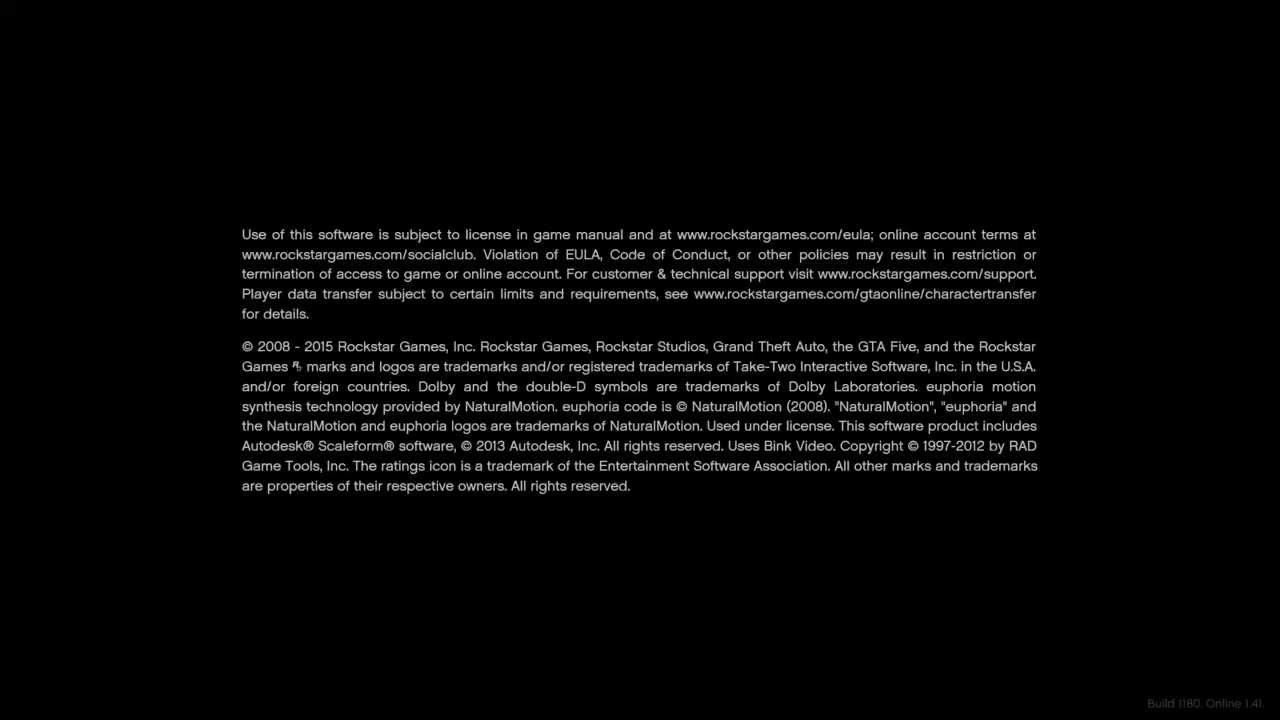 Use of this software is subject to license in game manual and at www.rockstargames.com/eula; online account terms at
www.rockstargames.com/socialclub. Violation of EULA, Code of Conduct, or other policies may result in restriction or
termination of access to game or online account. For customer & technical support visit www.rockstargames.com/support.
Player data transfer subject to certain limits and requirements, see www.rockstargames.com/gtaonline/charactertransfer
for details.
© 2008 - 2015 Rockstar Games, Inc. Rockstar Games, Rockstar Studios, Grand Theft Auto, the GTA Five, and the Rockstar
Games R* marks and logos are trademarks and/or registered trademarks of Take-Two Interactive Software, Inc. in the U.S.A.
and/or foreign countries. Dolby and the double-D symbols are trademarks of Dolby Laboratories. euphoria motion
synthesis technology provided by NaturalMotion. euphoria code is © NaturalMotion (2008). "NaturalMotion", "euphoria" and
the NaturalMotion and euphoria logos are trademarks of NaturalMotion. Used under license. This software product includes
Autodesk® Scaleform® software, © 2013 Autodesk, Inc. All rights reserved. Uses Bink Video. Copyright © 1997-2012 by RAD
Game Tools, Inc. The ratings icon is a trademark of the Entertainment Software Association. All other marks and trademarks
are properties of their respective owners. All rights reserved.
Build 1180. Online 1.41.